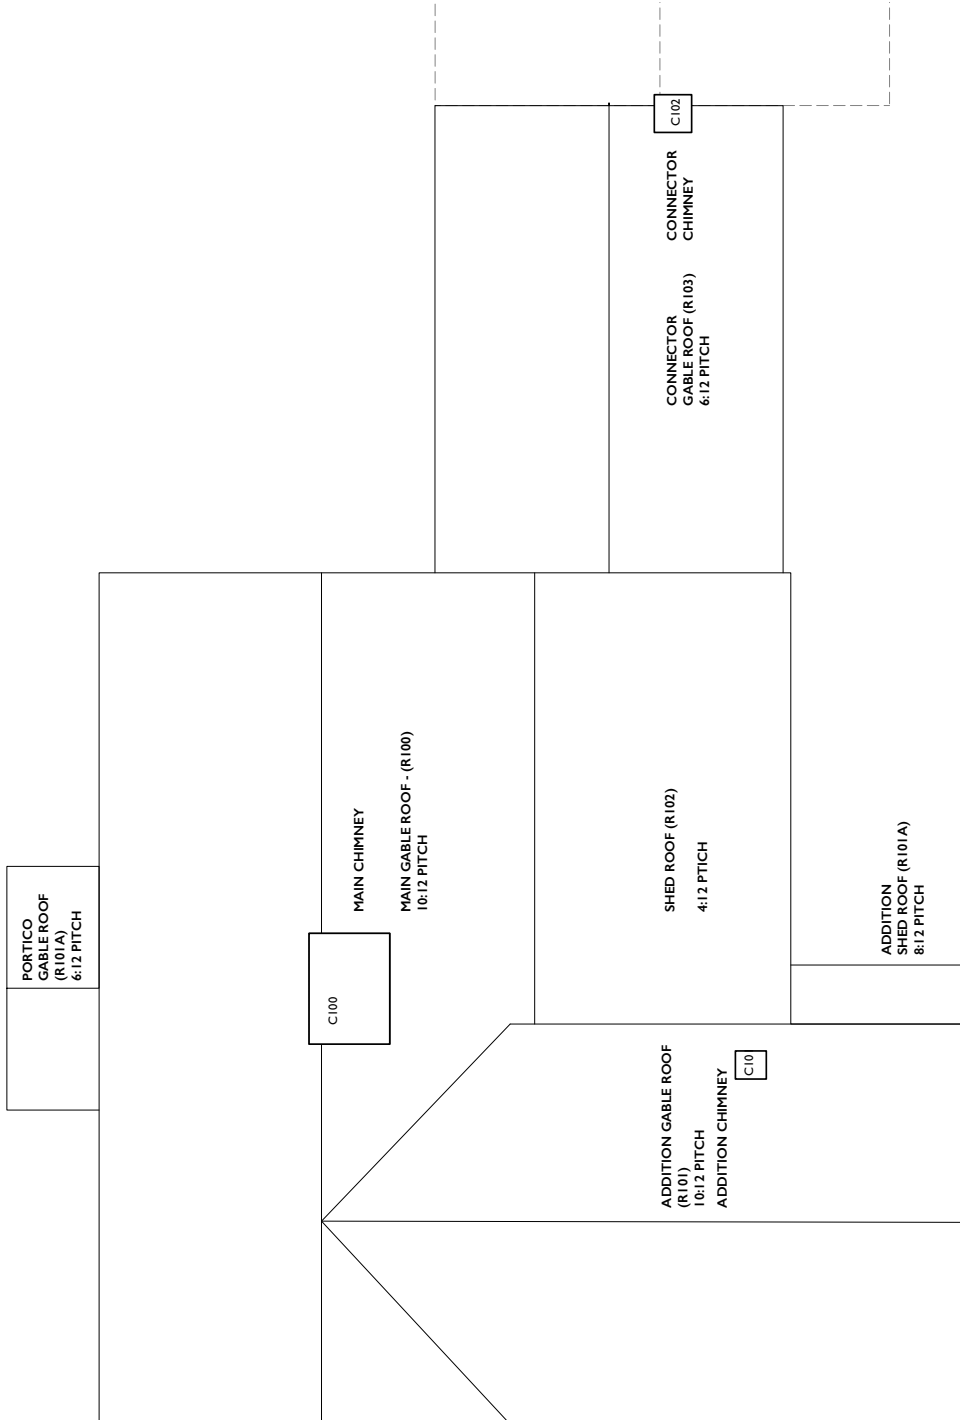 PORTICO
GABLE ROOF
(R101A)
6:12 PITCH
C100
MAIN CHIMNEY
MAIN GABLE ROOF - (R100)
10:12 PITCH
C102
CONNECTOR
CHIMNEY
CONNECTOR
GABLE ROOF (R103)
6:12 PITCH
SHED ROOF (R102)
4:12 PTICH
ADDITION GABLE ROOF
(R101)
10:12 PITCH
ADDITION CHIMNEY
C10
ADDITION
SHED ROOF (R101A)
8:12 PITCH